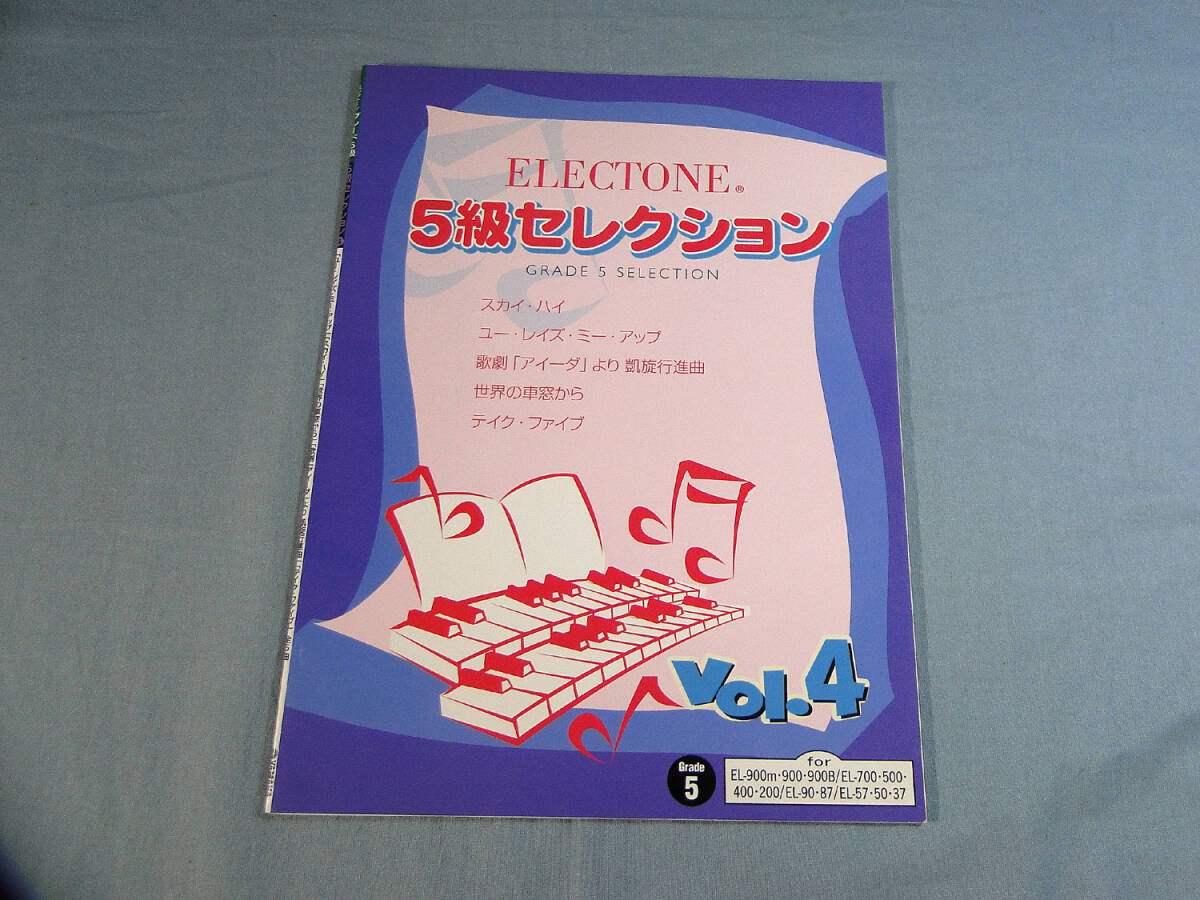 ELECTONE®
5級セレクション
GRADE 5 SELECTION
スカイ・ハイ
ユー・レイズ・ミー・アップ
歌劇「アイーダ」より 凱旋行進曲
世界の車窓から
テイク・ファイブ
Vol.4
Grade
5
for
EL-900m・900・900B/EL-700・500・
400・200/EL-90・87/EL-57・50・37